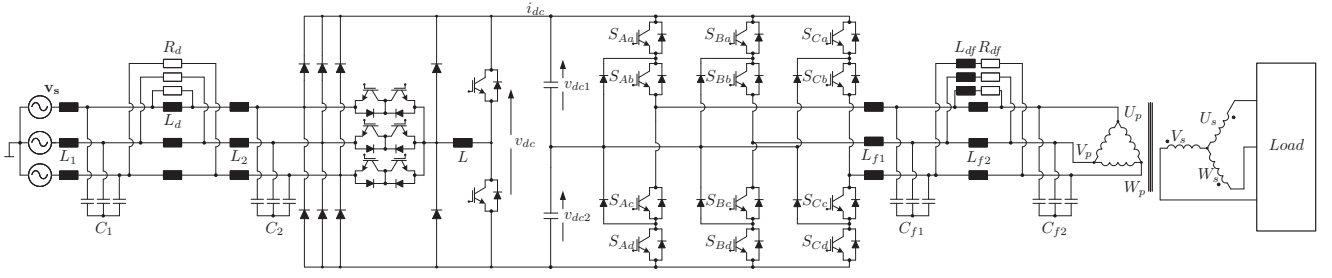 i_dc
R_d
v_s
L_d
L_1
L_2
C_1
C_2
L
v_dc
v_dc1
v_dc2
S_Aa
S_Ba
S_Ca
S_Ab
S_Bb
S_Cb
S_Ac
S_Bc
S_Cc
S_Ad
S_Bd
S_Cd
L_df R_df
L_f1
L_f2
C_f1
C_f2
U_p
V_p
W_p
U_s
V_s
W_s
Load